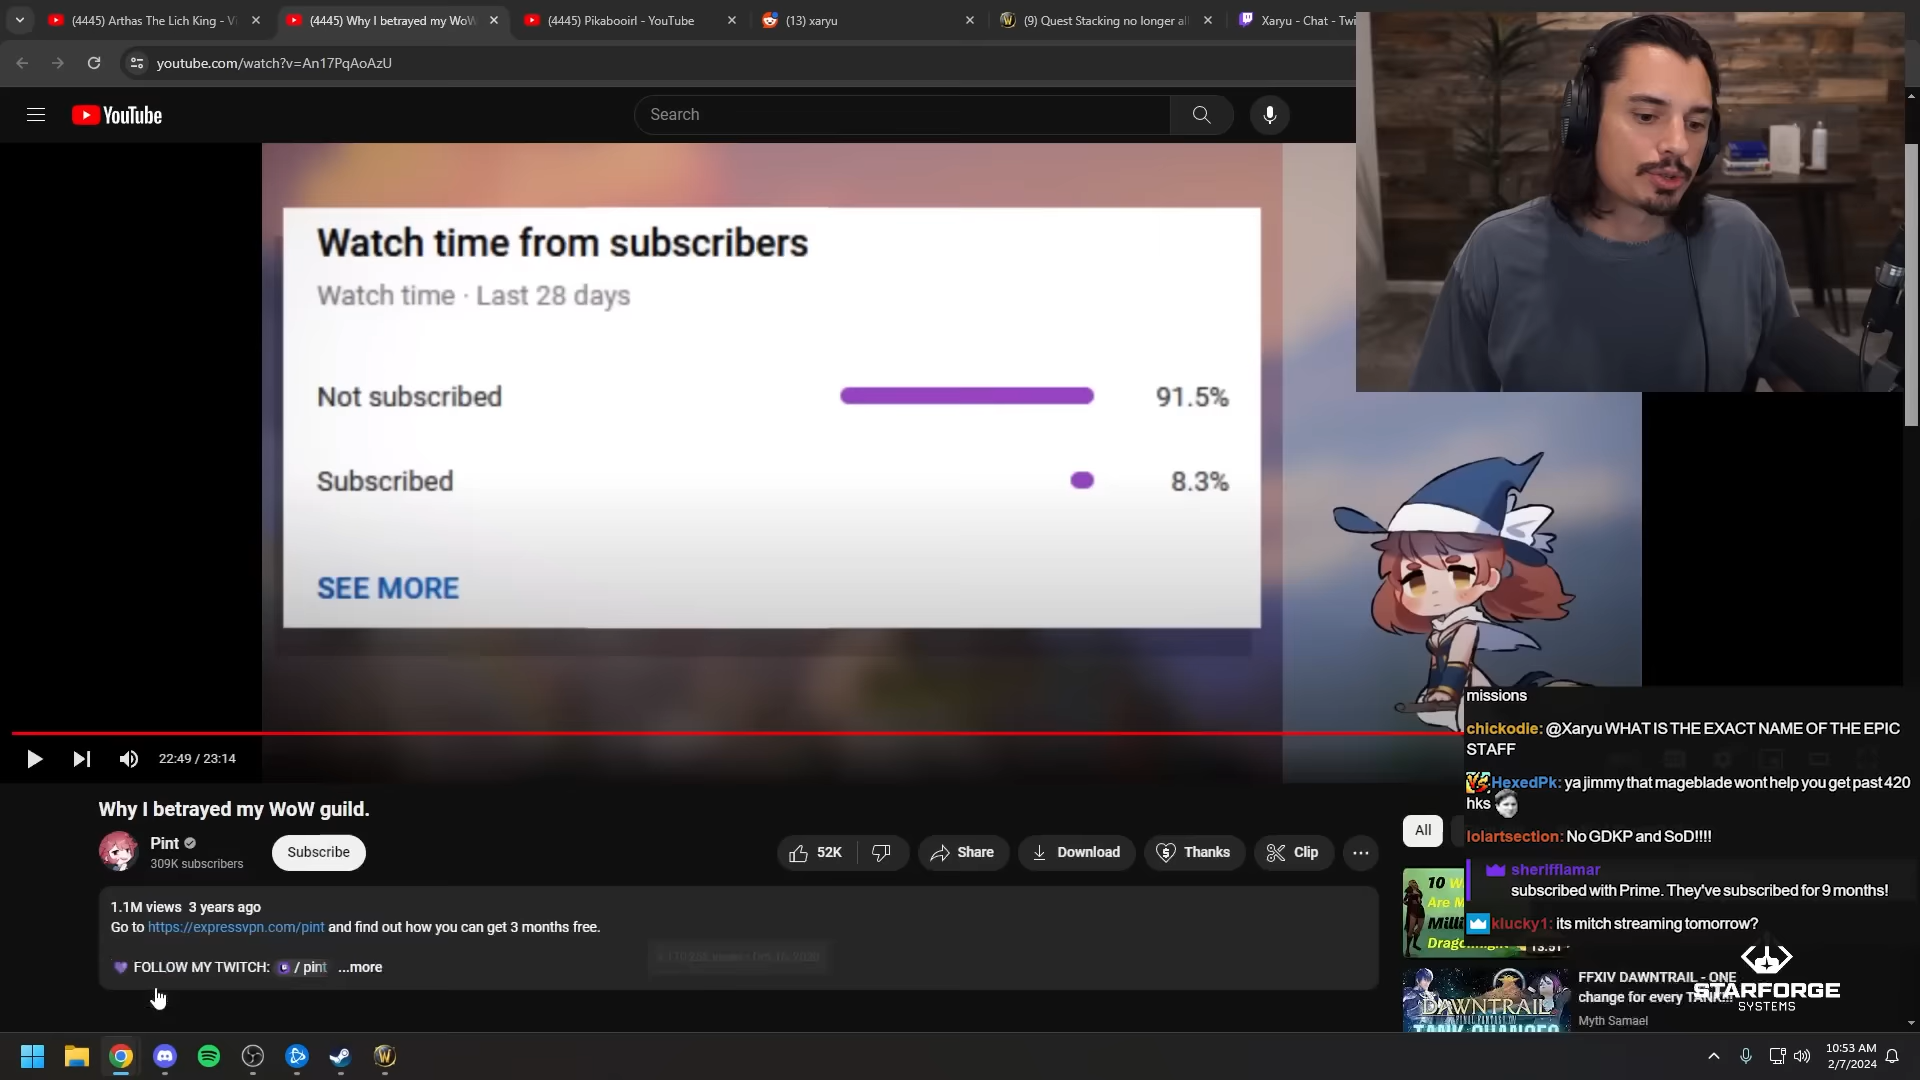 (4445) Arthas The Lich King - Vi
(4445) Why I betrayed my WoW
(4445) Pikabooirl - YouTube
(13) xaryu
(9) Quest Stacking no longer al
Xaryu - Chat - Twi
youtube.com/watch?v=An17PqAoAzU
YouTube
Search
Watch time from subscribers
Watch time · Last 28 days
Not subscribed 91.5%
Subscribed 8.3%
SEE MORE
22:49 / 23:14
missions
chickodie: @Xaryu WHAT IS THE EXACT NAME OF THE EPIC
STAFF
HexedPk: ya jimmy that mageblade wont help you get past 420
hks
lolartsection: No GDKP and SoD!!!!
sherifflamar
subscribed with Prime. They've subscribed for 9 months!
klucky1: its mitch streaming tomorrow?
Why I betrayed my WoW guild.
Pint
309K subscribers
Subscribe
52K
Share
Download
Thanks
Clip
All
1.1M views 3 years ago
Go to https://expressvpn.com/pint and find out how you can get 3 months free.
FOLLOW MY TWITCH: / pint ...more
10
Are M
Milli
FFXIV DAWNTRAIL - ONE
change for every TANK!!!
Myth Samael
DAWNTRAIL
TANK CHANGES
STARFORGE
SYSTEMS
10:53 AM
2/7/2024